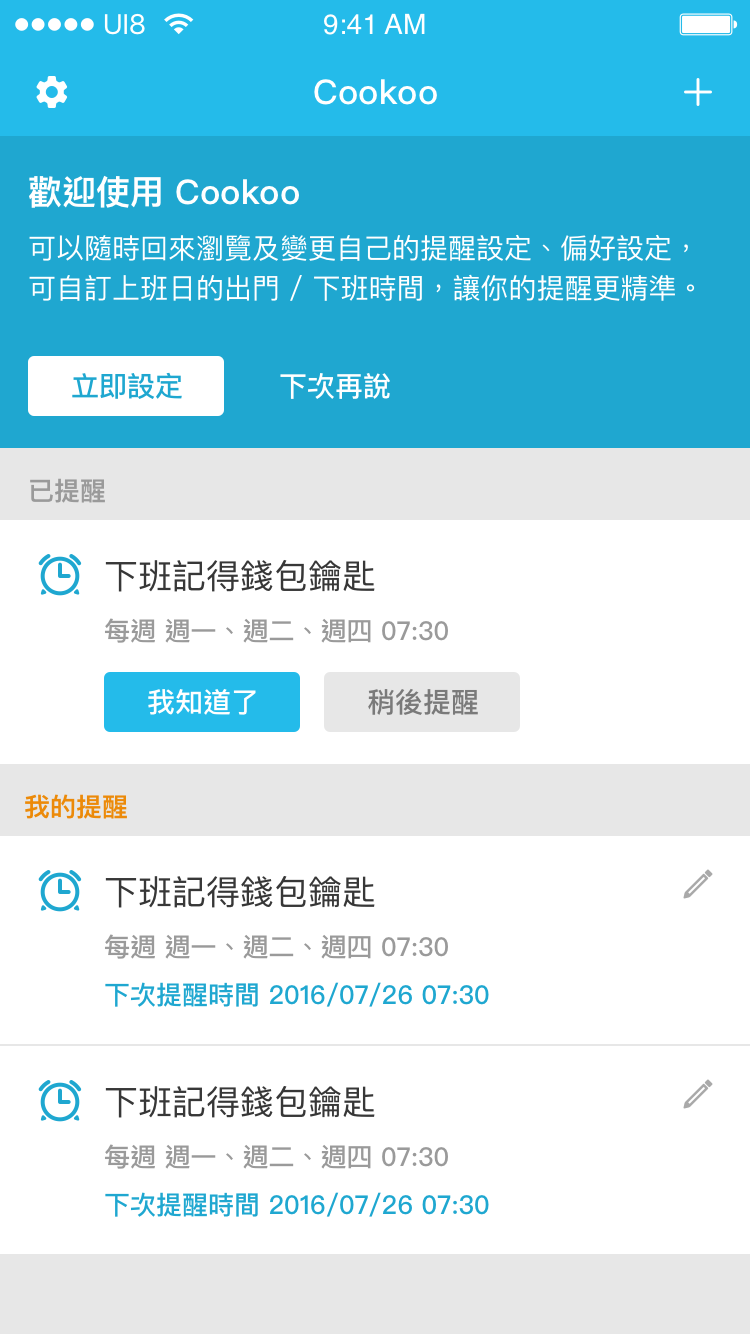 UI8
9:41 AM
Cookoo
歡迎使用 Cookoo
可以隨時回來瀏覽及變更自己的提醒設定、偏好設定，
可自訂上班日的出門 / 下班時間，讓你的提醒更精準。
立即設定
下次再說
已提醒
下班記得錢包鑰匙
每週 週一、週二、週四 07:30
我知道了
稍後提醒
我的提醒
下班記得錢包鑰匙
每週 週一、週二、週四 07:30
下次提醒時間 2016/07/26 07:30
下班記得錢包鑰匙
每週 週一、週二、週四 07:30
下次提醒時間 2016/07/26 07:30